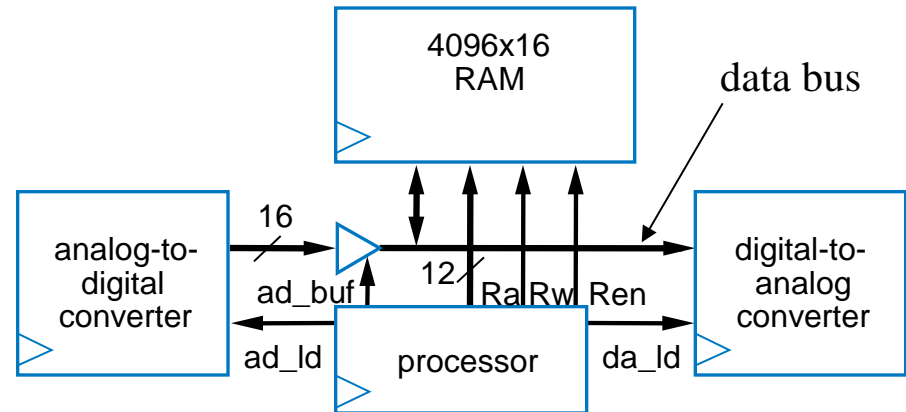 4096x16
RAM
data bus
16
analog-to-
digital
converter
12
digital-to-
analog
converter
ad_buf
Ra
Rw
Ren
ad_ld
processor
da_ld